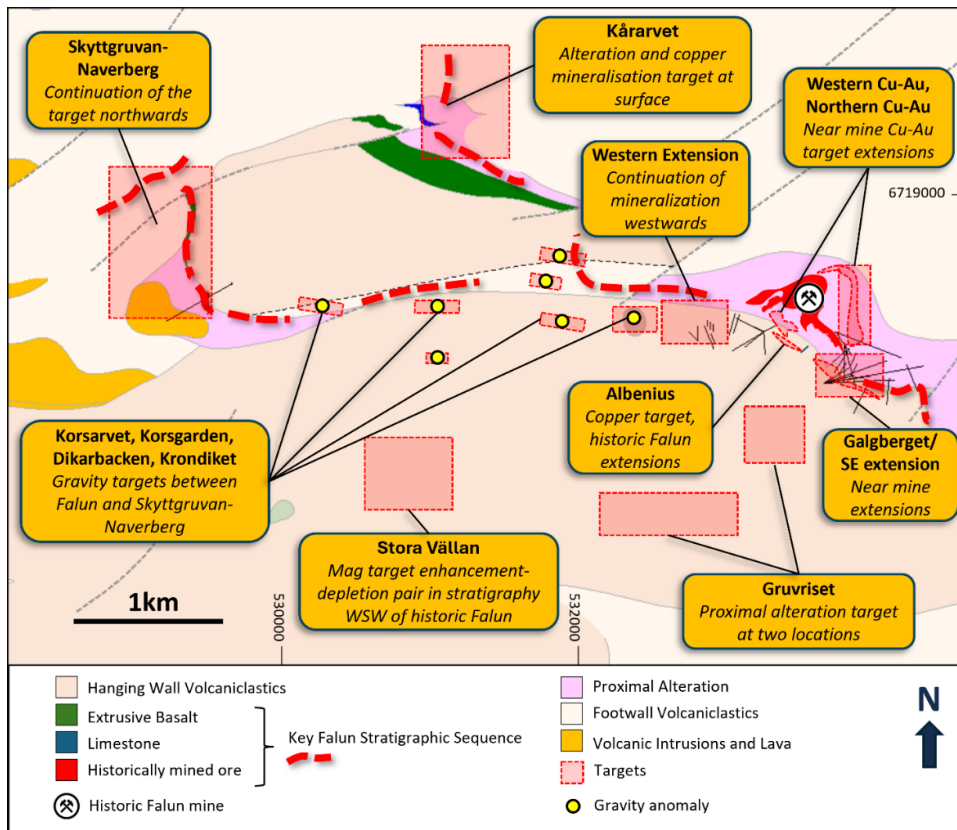 Skyttgruvan-
Naverberg
Continuation of the
target northwards
Kårarvet
Alteration and copper
mineralisation target at
surface
Western Cu-Au,
Northern Cu-Au
Near mine Cu-Au
target extensions
Western Extension
Continuation of
mineralization
westwards
6719000
Korsarvet, Korsgarden,
Dikarbacken, Krondiket
Gravity targets between
Falun and Skyttgruvan-
Naverberg
Albenius
Copper target,
historic Falun
extensions
Galgberget/
SE extension
Near mine
extensions
Stora Vällan
Mag target enhancement-
depletion pair in stratigraphy
WSW of historic Falun
Gruvriset
Proximal alteration target
at two locations
1km
530000
532000
Hanging Wall Volcaniclastics
Extrusive Basalt
Limestone
Historically mined ore
Key Falun Stratigraphic Sequence
Historic Falun mine
Proximal Alteration
Footwall Volcaniclastics
Volcanic Intrusions and Lava
Targets
Gravity anomaly
N